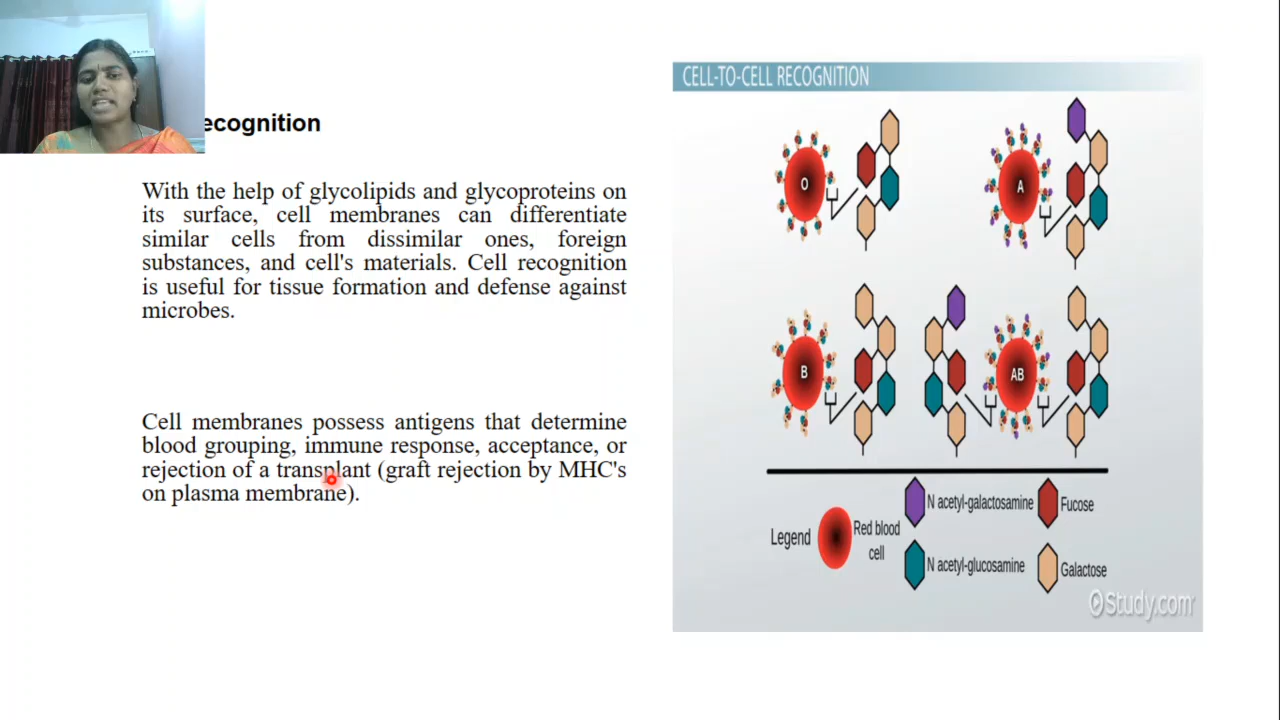 ecognition
With the help of glycolipids and glycoproteins on
its surface, cell membranes can differentiate
similar cells from dissimilar ones, foreign
substances, and cell's materials. Cell recognition
is useful for tissue formation and defense against
microbes.
Cell membranes possess antigens that determine
blood grouping, immune response, acceptance, or
rejection of a transplant (graft rejection by MHC's
on plasma membrane).
CELL-TO-CELL RECOGNITION
O
A
B
AB
Legend
Red blood
cell
N acetyl-galactosamine
Fucose
N acetyl-glucosamine
Galactose
Study.com